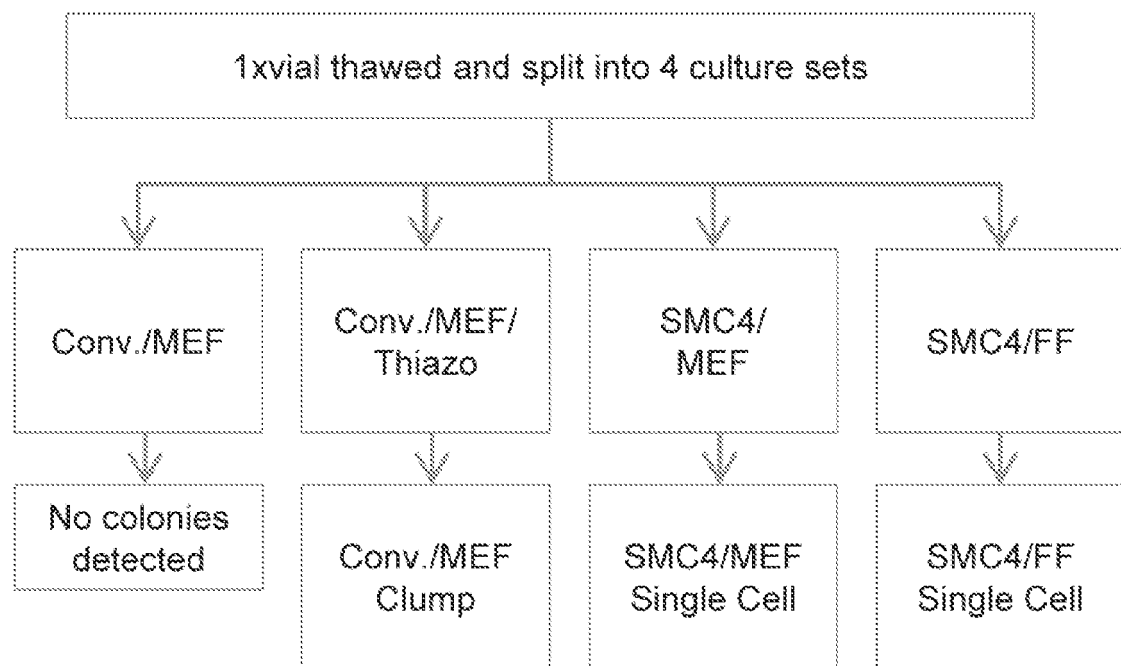 1xvial thawed and split into 4 culture sets
Conv./MEF
Conv./MEF/
Thiazo
SMC4/
MEF
SMC4/FF
No colonies
detected
Conv./MEF
Clump
SMC4/MEF
Single Cell
SMC4/FF
Single Cell